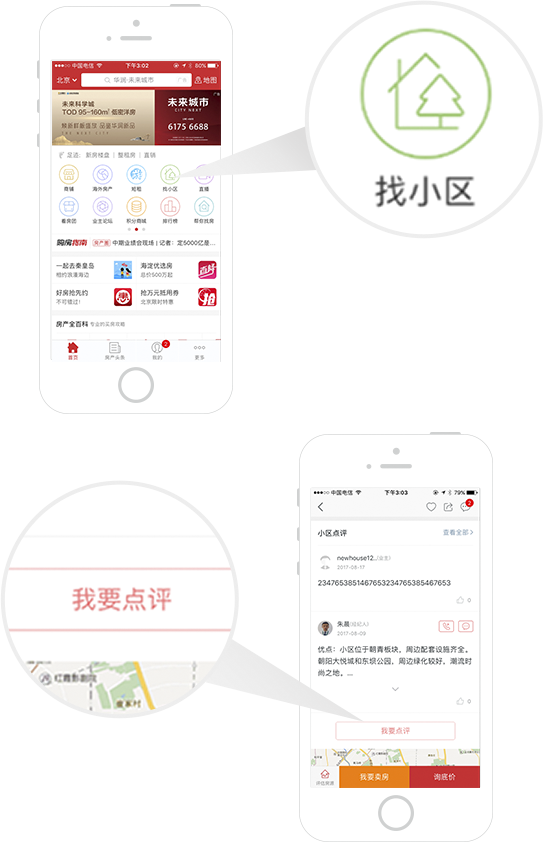 中国电信
下午3:02
80%
北京
华润·未来城市
广告
地图
未来科学城
TOD 95-160㎡ 低密洋房
未来城市
CITY NEXT
6175 6688
足迹: 新房楼盘 | 整租房 | 直销
商铺
海外房产
短租
找小区
直播
看房团
业主论坛
积分商城
排行榜
帮你找房
购房指南
房产圈
中期业绩会现场 | 记者: 定5000亿是...
一起去秦皇岛
相约浪漫海边
海淀优选房
总价500万起
直销
好房抢先约
不可错过!
抢万元抵用券
北京限时特惠
抢
房产全百科 专业的买房攻略
首页
房产头条
我的
2
更多
找小区
中国电信
下午3:03
79%
2
小区点评
查看全部
newhouse12..(业主)
2017-08-17
2347653851467653234765385467653
0
朱晨(经纪人)
2017-08-09
优点: 小区位于朝青板块, 周边配套设施齐全。
朝阳大悦城和东坝公园, 周边绿化较好, 潮流时
尚之地。...
0
我要点评
评估房源
我要卖房
询底价
我要点评
红霞影剧院